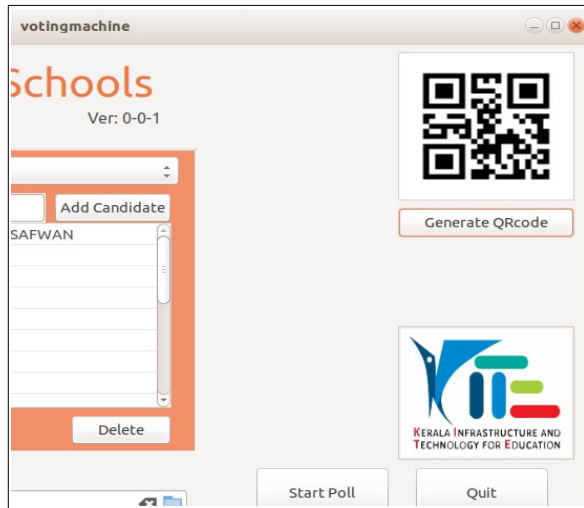 votingmachine
Schools
Ver: 0-0-1
Add Candidate
SAFWAN
Delete
Generate QRcode
KERALA INFRASTRUCTURE AND
TECHNOLOGY FOR EDUCATION
Start Poll
Quit